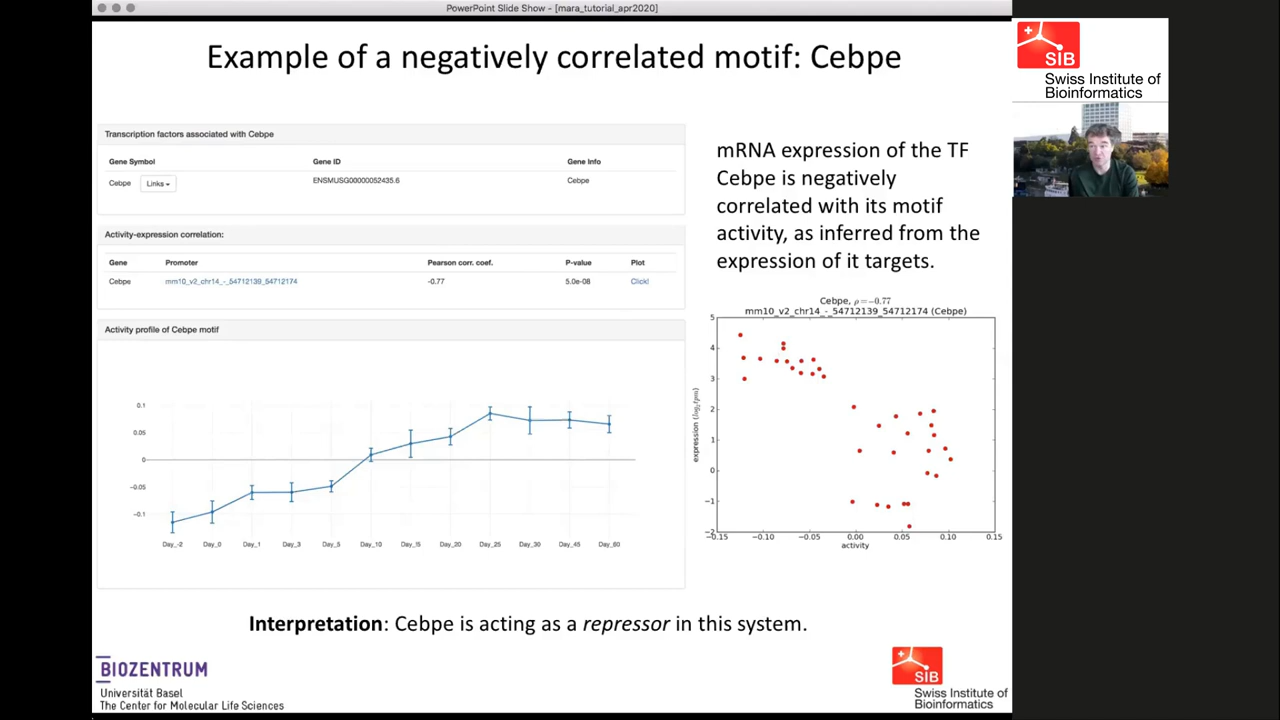 PowerPoint Slide Show - [mara_tutorial_apr2020]
Example of a negatively correlated motif: Cebpe
Transcription factors associated with Cebpe
Gene Symbol Gene ID Gene Info
Cebpe Links ENSMUSG00000052435.6 Cebpe
Activity-expression correlation:
Gene Promoter Pearson corr. coef. P-value Plot
Cebpe mm10_v2_chr14_-_54712139_54712174 -0.77 5.0e-08 Click!
Activity profile of Cebpe motif
0.1
0.05
0
-0.05
-0.1
Day_-2 Day_0 Day_1 Day_3 Day_5 Day_10 Day_15 Day_20 Day_25 Day_30 Day_45 Day_60
mRNA expression of the TF
Cebpe is negatively
correlated with its motif
activity, as inferred from the
expression of it targets.
Cebpe, ρ=−0.77
mm10_v2_chr14_-_54712139_54712174 (Cebpe)
expression (log₂tpm)
5
4
3
2
1
0
−1
−2
−0.15 −0.10 −0.05 0.00 0.05 0.10 0.15
activity
Interpretation: Cebpe is acting as a repressor in this system.
BIOZENTRUM
Universität Basel
The Center for Molecular Life Sciences
SIB
Swiss Institute of
Bioinformatics
SIB
Swiss Institute of
Bioinformatics